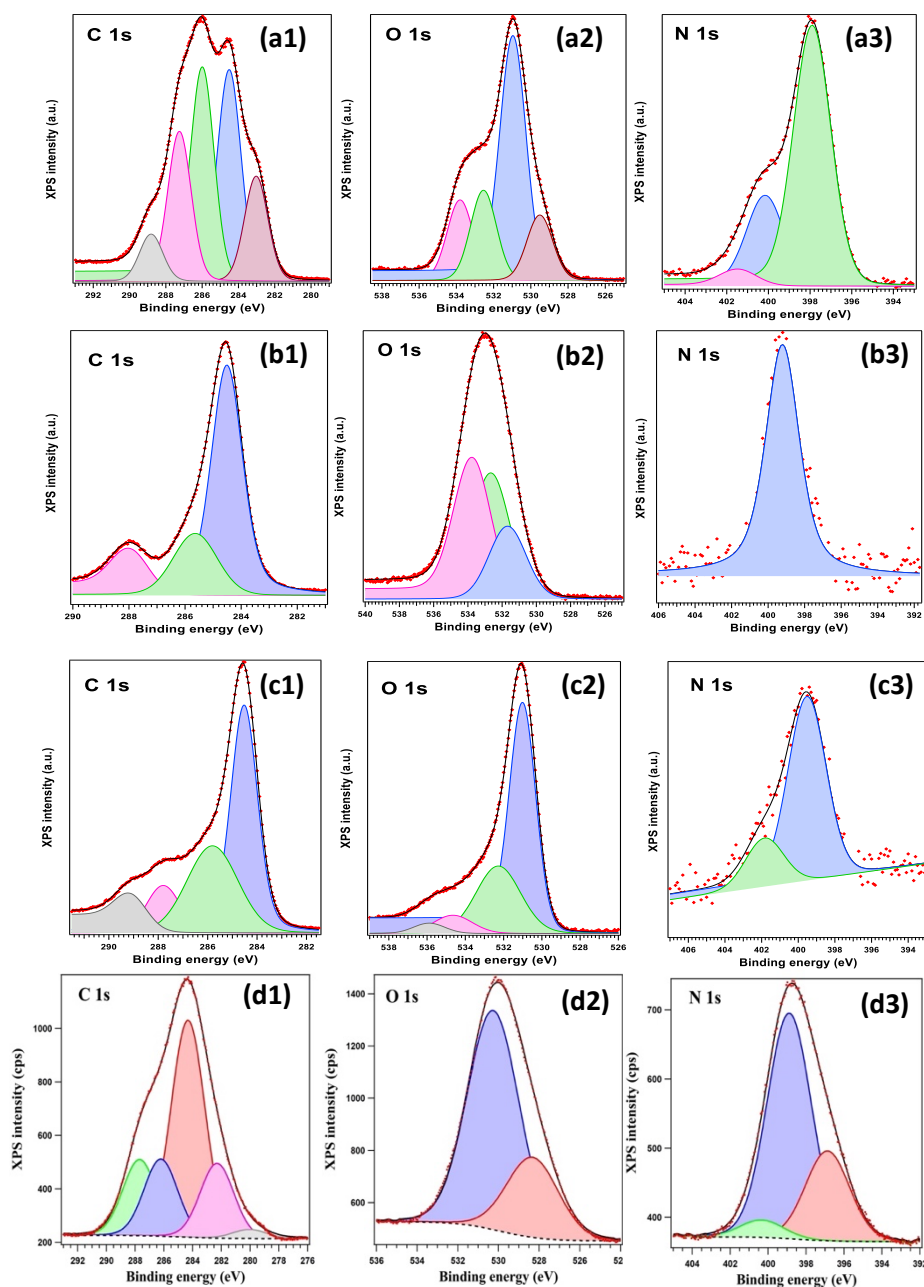 C 1s
(a1)
XPS intensity (a.u.)
292 290 288 286 284 282 280
Binding energy (eV)
O 1s
(a2)
XPS intensity (a.u.)
538 536 534 532 530 528 526
Binding energy (eV)
N 1s
(a3)
XPS intensity (a.u.)
404 402 400 398 396 394
Binding energy (eV)
C 1s
(b1)
XPS intensity (a.u.)
290 288 286 284 282
Binding energy (eV)
O 1s
(b2)
XPS intensity (a.u.)
540 538 536 534 532 530 528 526
Binding energy (eV)
N 1s
(b3)
XPS intensity (a.u.)
406 404 402 400 398 396 394 392
Binding energy (eV)
C 1s
(c1)
XPS intensity (a.u.)
290 288 286 284 282
Binding energy (eV)
O 1s
(c2)
XPS intensity (a.u.)
538 536 534 532 530 528 526
Binding energy (eV)
N 1s
(c3)
XPS intensity (a.u.)
406 404 402 400 398 396 394
Binding energy (eV)
C 1s
(d1)
XPS intensity (cps)
1000
800
600
400
200
292 290 288 286 284 282 280 278 276
Binding energy (eV)
O 1s
(d2)
XPS intensity (cps)
1400
1200
1000
800
600
536 534 532 530 528 526 52
Binding energy (eV)
N 1s
(d3)
XPS intensity (cps)
700
600
500
400
404 402 400 398 396 394 39
Binding energy (eV)